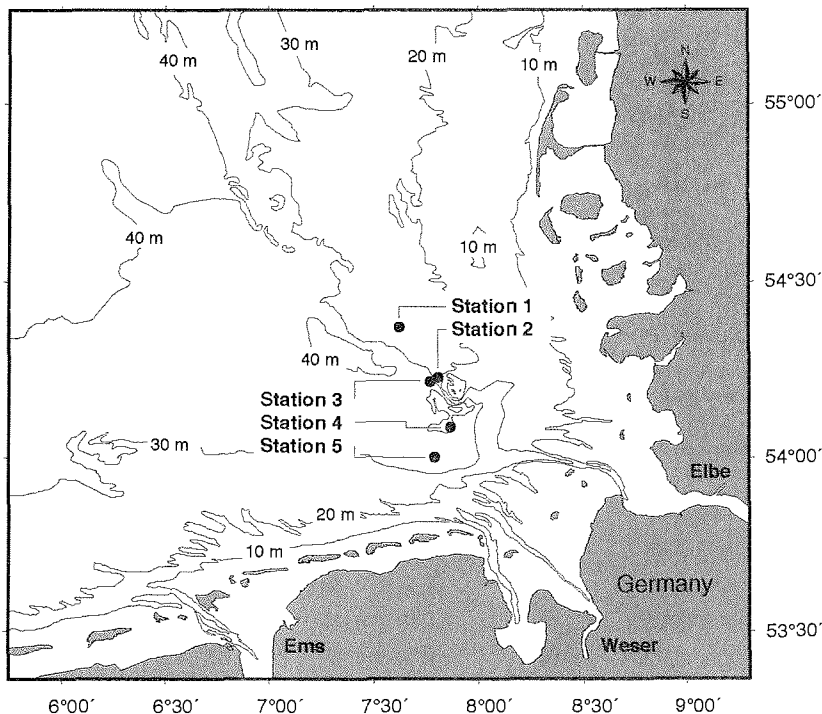 40 m
30 m
20 m
10 m
N
W E
S
55°00´
40 m
10 m
54°30´
Station 1
Station 2
40 m
Station 3
Station 4
Station 5
30 m
54°00´
Elbe
20 m
10 m
Germany
53°30´
Ems
Weser
6°00´ 6°30´ 7°00´ 7°30´ 8°00´ 8°30´ 9°00´